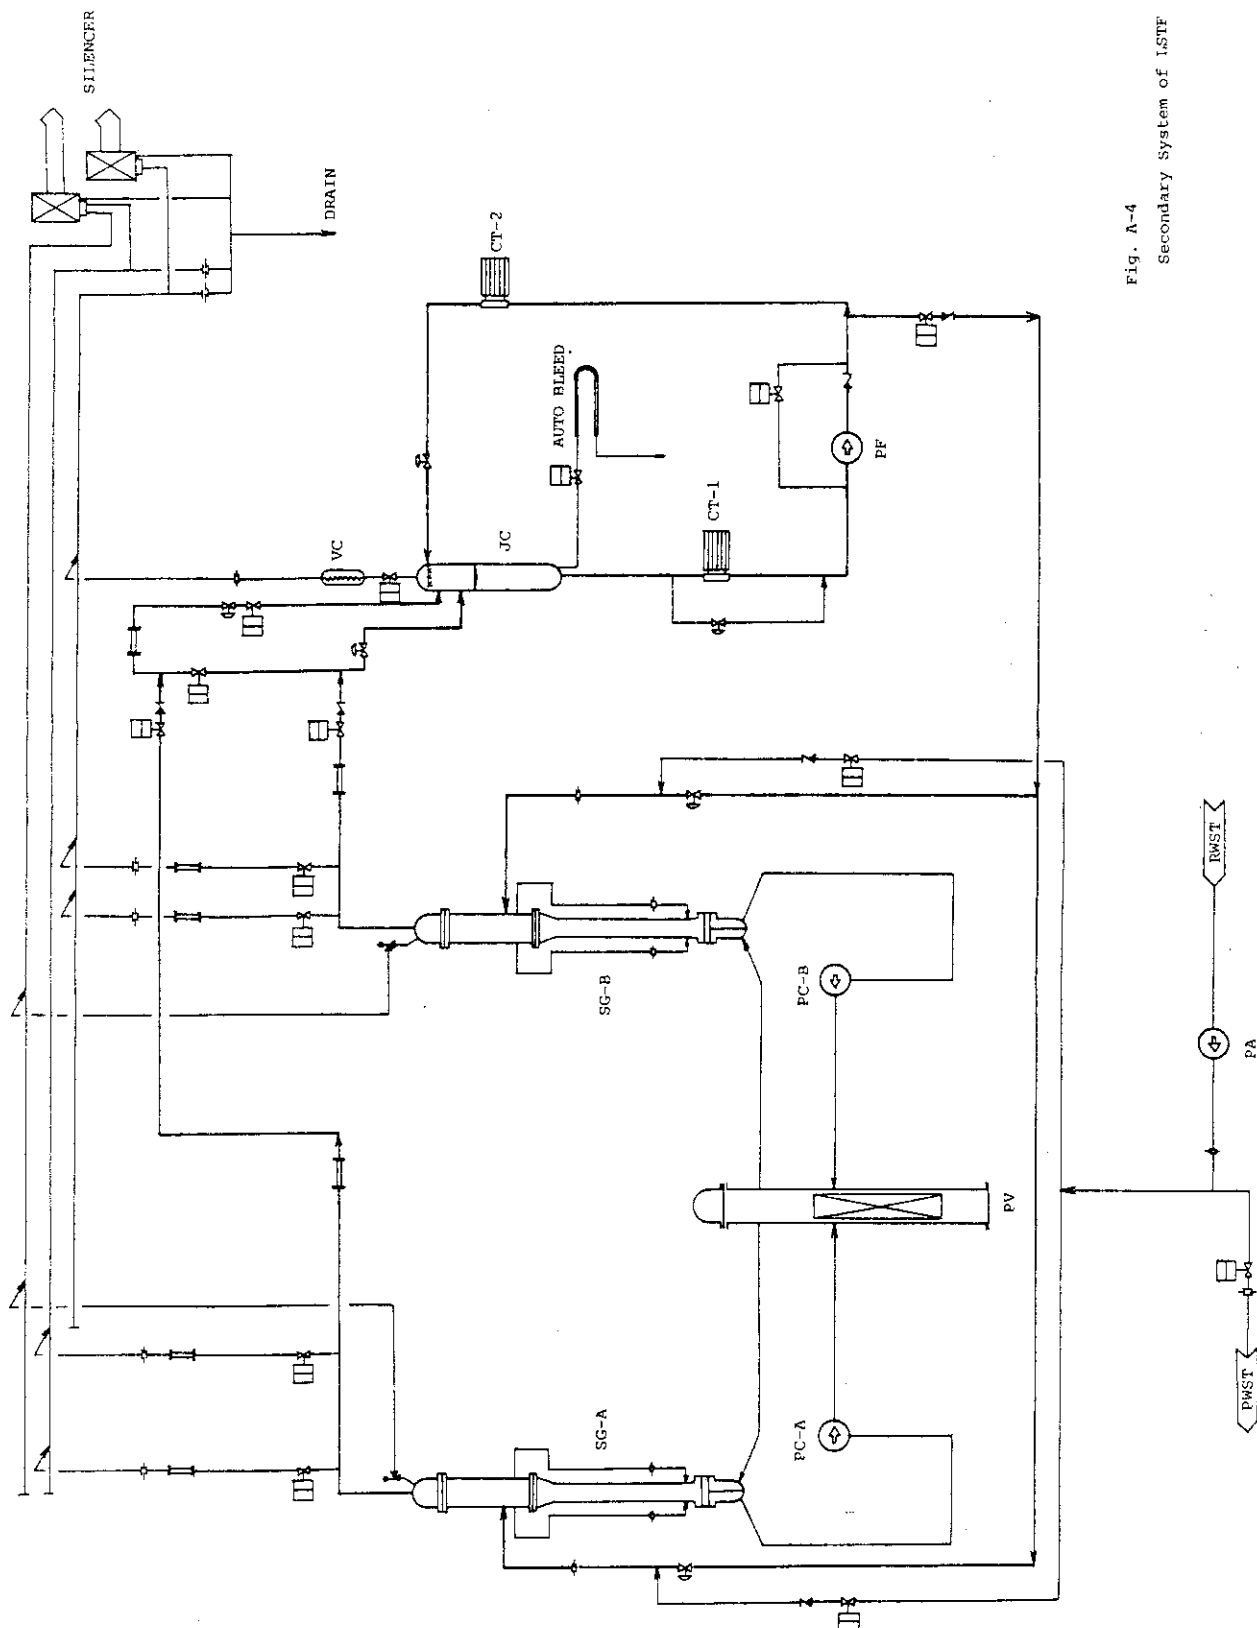 SILENCER
DRAIN
CT-2
AUTO BLEED
VC
JC
CT-1
PF
SG-B
PC-B
SG-A
PC-A
PV
RWST
PA
PWST
Fig. A-4
Secondary System of LSTF